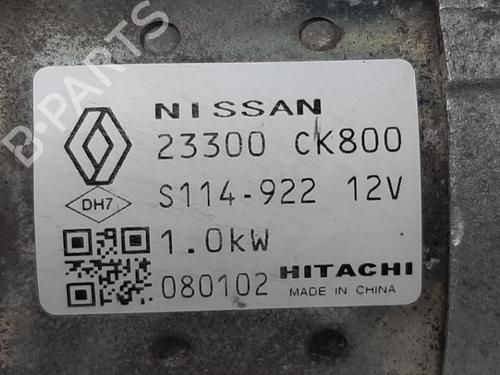 B-PARTS
NISSAN
23300 CK800
DH7
S114-922 12V
1.0kW
080102 HITACHI
MADE IN CHINA